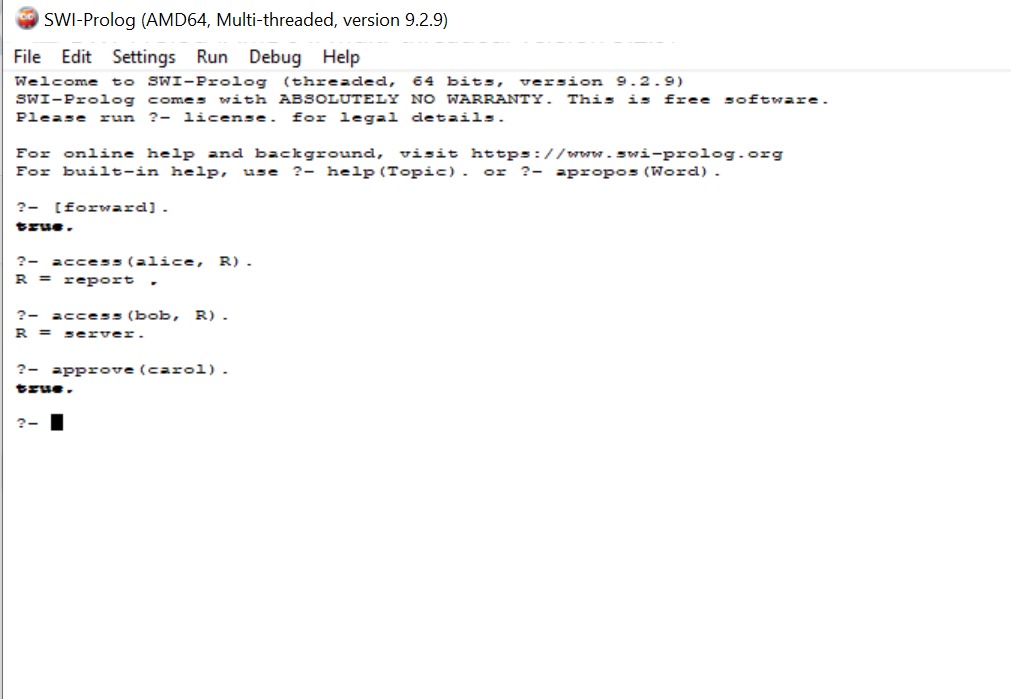 SWI-Prolog (AMD64, Multi-threaded, version 9.2.9)
File Edit Settings Run Debug Help
Welcome to SWI-Prolog (threaded, 64 bits, version 9.2.9)
SWI-Prolog comes with ABSOLUTELY NO WARRANTY. This is free software.
Please run ?- license. for legal details.
For online help and background, visit https://www.swi-prolog.org
For built-in help, use ?- help(Topic). or ?- apropos(Word).
?- [forward].
true.
?- access(alice, R).
R = report .
?- access(bob, R).
R = server.
?- approve(carol).
true.
?-